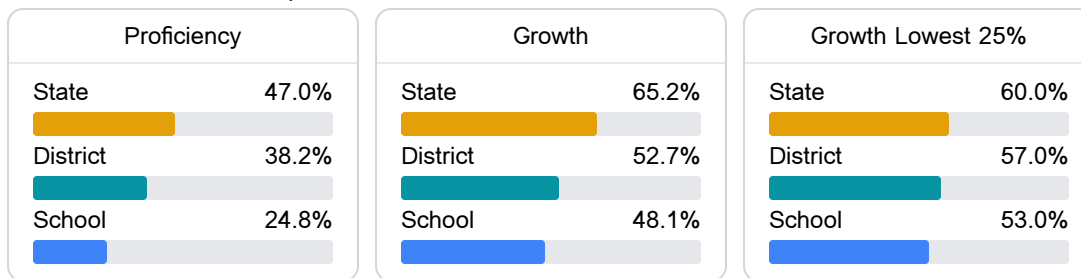 Proficiency
State 47.0%
District 38.2%
School 24.8%
Growth
State 65.2%
District 52.7%
School 48.1%
Growth Lowest 25%
State 60.0%
District 57.0%
School 53.0%